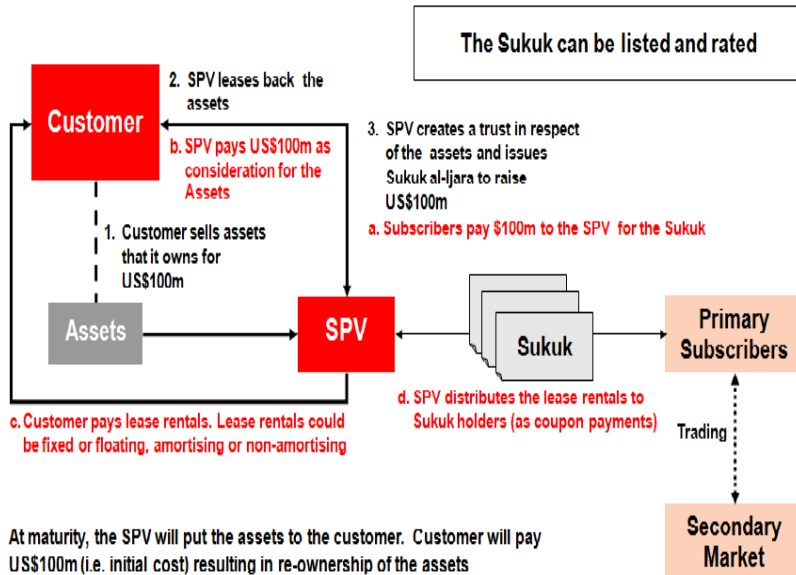 The Sukuk can be listed and rated
2. SPV leases back the
assets
Customer
b. SPV pays US$100m as
consideration for the
Assets
3. SPV creates a trust in respect
of the assets and issues
Sukuk al-Ijara to raise
US$100m
a. Subscribers pay $100m to the SPV for the Sukuk
1. Customer sells assets
that it owns for
US$100m
Assets
SPV
Sukuk
Primary
Subscribers
c. Customer pays lease rentals. Lease rentals could
be fixed or floating, amortising or non-amortising
d. SPV distributes the lease rentals to
Sukuk holders (as coupon payments)
Trading
At maturity, the SPV will put the assets to the customer. Customer will pay
US$100m (i.e. initial cost) resulting in re-ownership of the assets
Secondary
Market